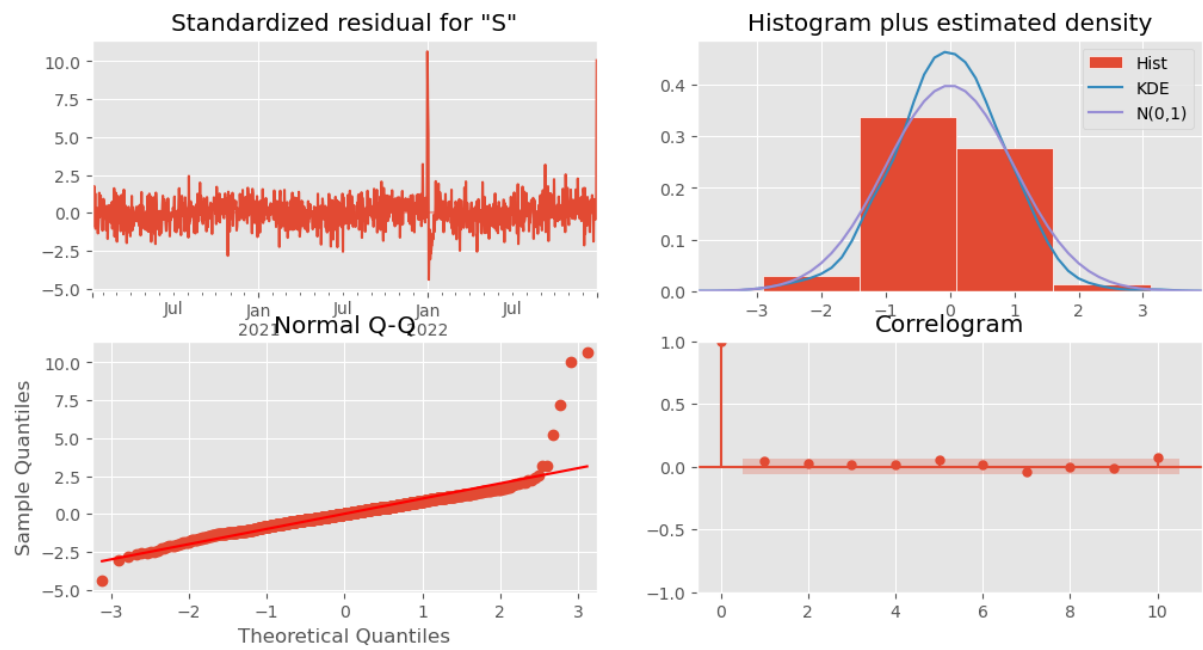 Standardized residual for "S"
10.0
7.5
5.0
2.5
0.0
−2.5
−5.0
Jul
Jan
2021
Jul
Jan
2022
Jul
Histogram plus estimated density
Hist
KDE
N(0,1)
0.4
0.3
0.2
0.1
0.0
−3 −2 −1 0 1 2 3
Normal Q-Q
Sample Quantiles
10.0
7.5
5.0
2.5
0.0
−2.5
−5.0
−3 −2 −1 0 1 2 3
Theoretical Quantiles
Correlogram
1.0
0.5
0.0
−0.5
−1.0
0 2 4 6 8 10